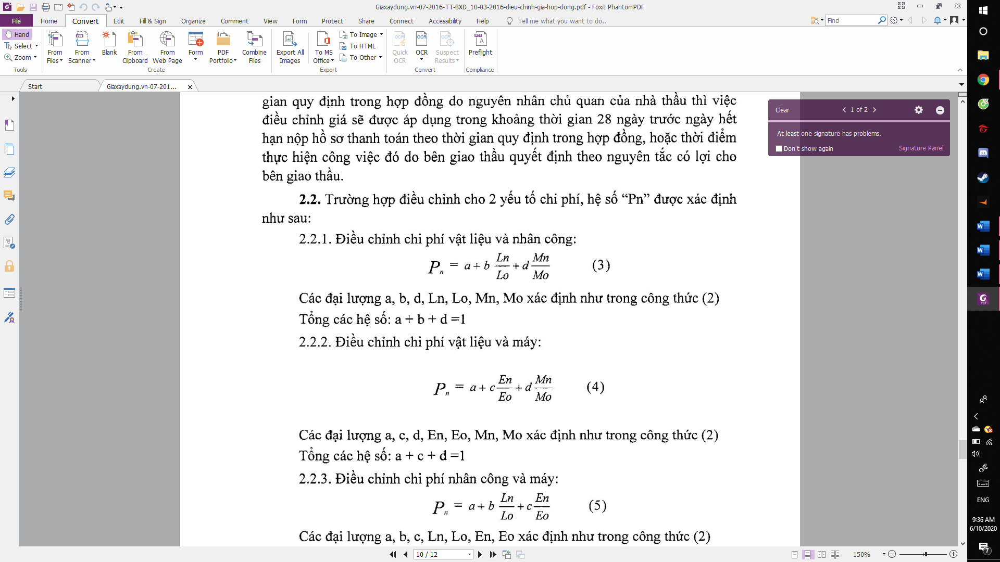 Giaxaydung.vn-07-2016-TT-BXD_10-03-2016-dieu-chinh-gia-hop-dong.pdf - Foxit PhantomPDF
File Home Convert Edit Fill & Sign Organize Comment View Form Protect Share Connect Accessibility Help Tell me what you want to do.. Find
Hand
Select
Zoom
Tools
From Files
From Scanner
Blank
From Clipboard
From Web Page
Form
PDF Portfolio
Combine Files
Create
Export All Images
To MS Office
To Image
To HTML
To Other
Export
Quick OCR
OCR
Suspect Results
Convert
Preflight
Compliance
Start
Giaxaydung.vn-07-201...
gian quy định trong hợp đồng do nguyên nhân chủ quan của nhà thầu thì việc
điều chỉnh giá sẽ được áp dụng trong khoảng thời gian 28 ngày trước ngày hết
hạn nộp hồ sơ thanh toán theo thời gian quy định trong hợp đồng, hoặc thời điểm
thực hiện công việc đó do bên giao thầu quyết định theo nguyên tắc có lợi cho
bên giao thầu.
2.2. Trường hợp điều chỉnh cho 2 yếu tố chi phí, hệ số “Pn” được xác định
như sau:
2.2.1. Điều chỉnh chi phí vật liệu và nhân công:
Pn = a + b Ln/Lo + d Mn/Mo (3)
Các đại lượng a, b, d, Ln, Lo, Mn, Mo xác định như trong công thức (2)
Tổng các hệ số: a + b + d =1
2.2.2. Điều chỉnh chi phí vật liệu và máy:
Pn = a + c En/Eo + d Mn/Mo (4)
Các đại lượng a, c, d, En, Eo, Mn, Mo xác định như trong công thức (2)
Tổng các hệ số: a + c + d =1
2.2.3. Điều chỉnh chi phí nhân công và máy:
Pn = a + b Ln/Lo + c En/Eo (5)
Các đại lượng a, b, c, Ln, Lo, En, Eo xác định như trong công thức (2)
Clear 1 of 2
At least one signature has problems.
Don't show again Signature Panel
10 / 12
150%
ENG
9:36 AM
6/10/2020
7